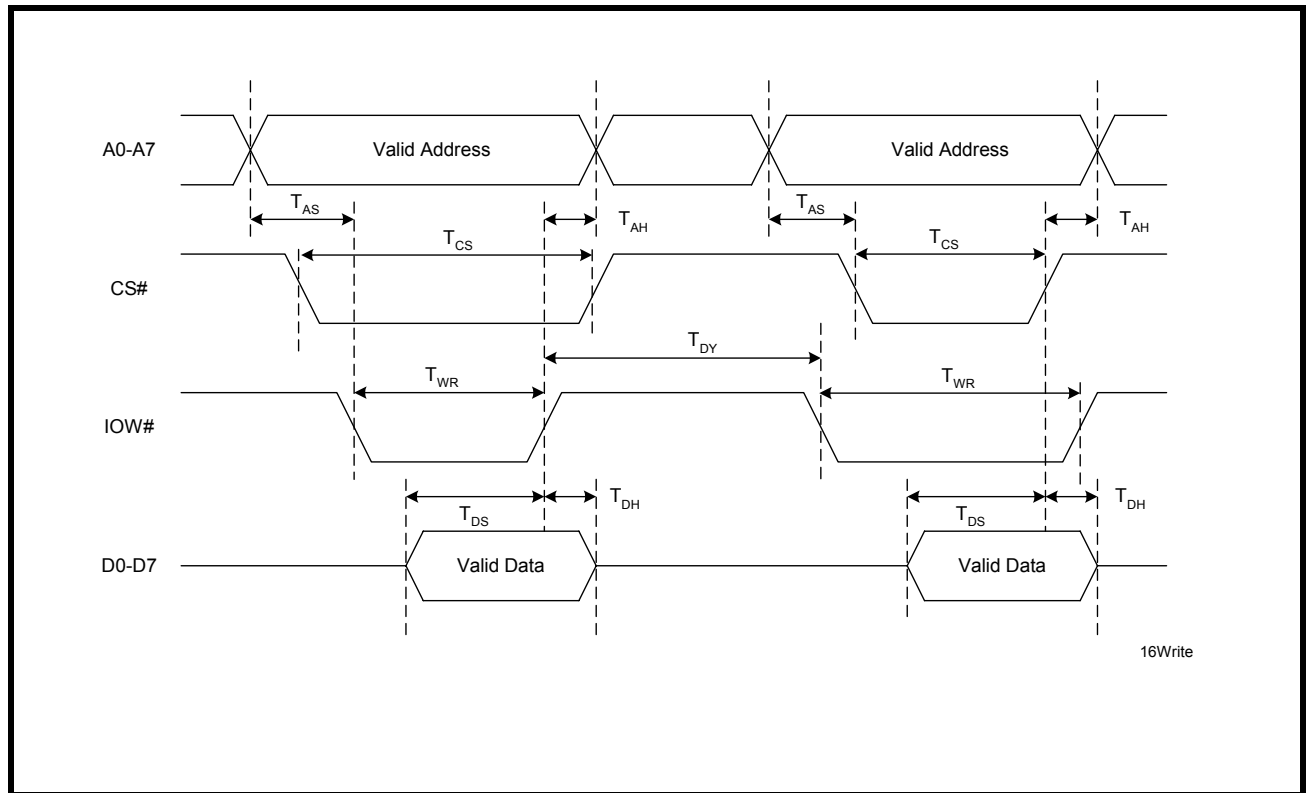 A0-A7
Valid Address
Valid Address
TAS
TAH
TAS
TAH
TCS
TCS
CS#
TDY
TWR
TWR
IOW#
TDH
TDH
TDS
TDS
D0-D7
Valid Data
Valid Data
16Write